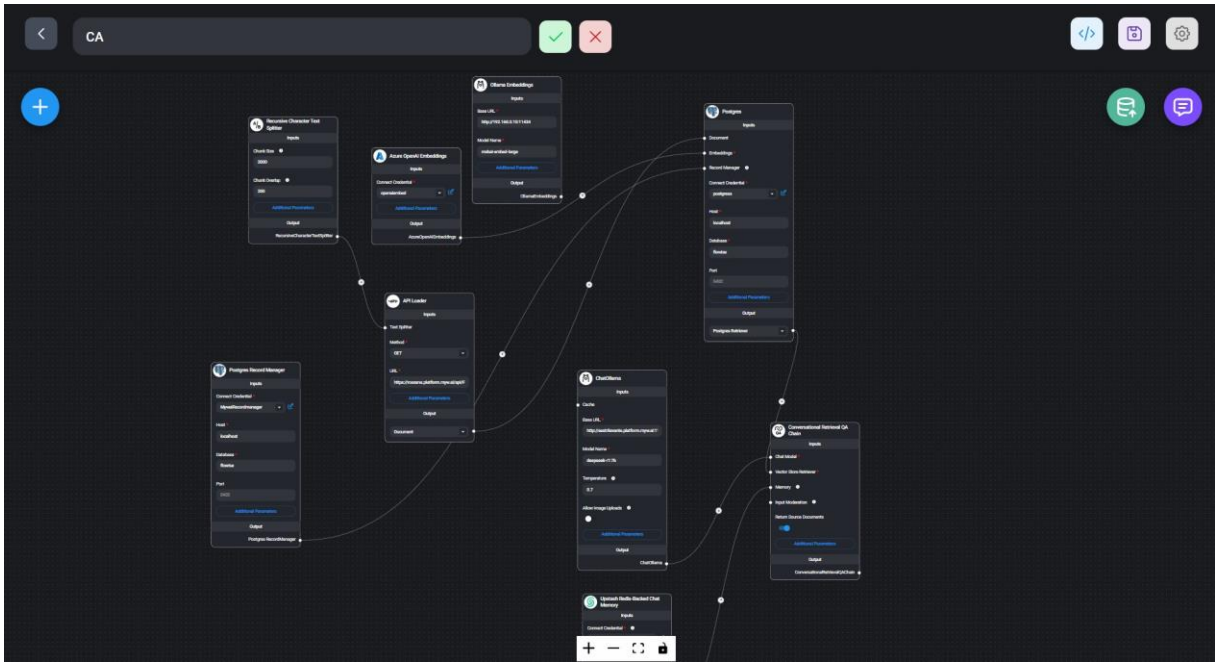 CA
Recursive Character Text
Splitter
Inputs
Chunk Size
Chunk Overlap
Additional Parameters
Output
RecursiveCharacterTextSplitter
Azure OpenAI Embeddings
Inputs
Connect Credential *
Additional Parameters
Output
AzureOpenAIEmbeddings
Ollama Embeddings
Inputs
Base URL *
Model Name *
Additional Parameters
Output
OllamaEmbeddings
Postgres
Inputs
Document
Embeddings *
Record Manager
Connect Credential *
postgress
Host *
localhost
Database *
flowise
Port
Additional Parameters
Output
Postgres Retriever
API Loader
Inputs
Text Splitter
Method *
GET
URL *
Additional Parameters
Output
Document
Postgres Record Manager
Inputs
Connect Credential *
Host *
localhost
Database *
flowise
Port
Additional Parameters
Output
Postgres RecordManager
ChatOllama
Inputs
Cache
Base URL *
Model Name *
Temperature
0.7
Allow Image Uploads
Additional Parameters
Output
ChatOllama
Conversational Retrieval QA
Chain
Inputs
Chat Model *
Vector Store Retriever *
Memory
Input Moderation
Return Source Documents
Additional Parameters
Output
ConversationalRetrievalQAChain
Upstash Redis-Backed Chat
Memory
Inputs
Connect Credential